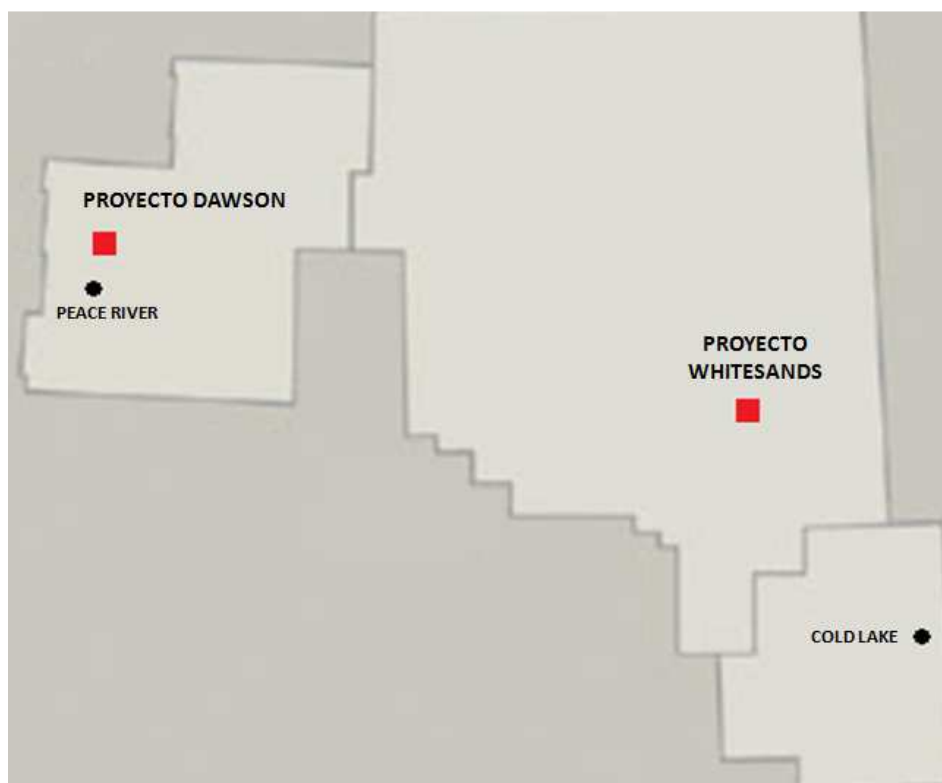 PROYECTO DAWSON
PEACE RIVER
PROYECTO
WHITESANDS
COLD LAKE